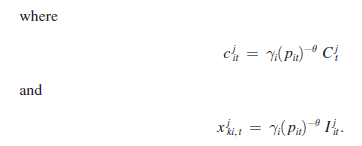 where
c^j_{it} = γ_i(p_{it})^{−θ} C^j_t
and
x^j_{ki,t} = γ_i(p_{it})^{−θ} I^j_{it}.